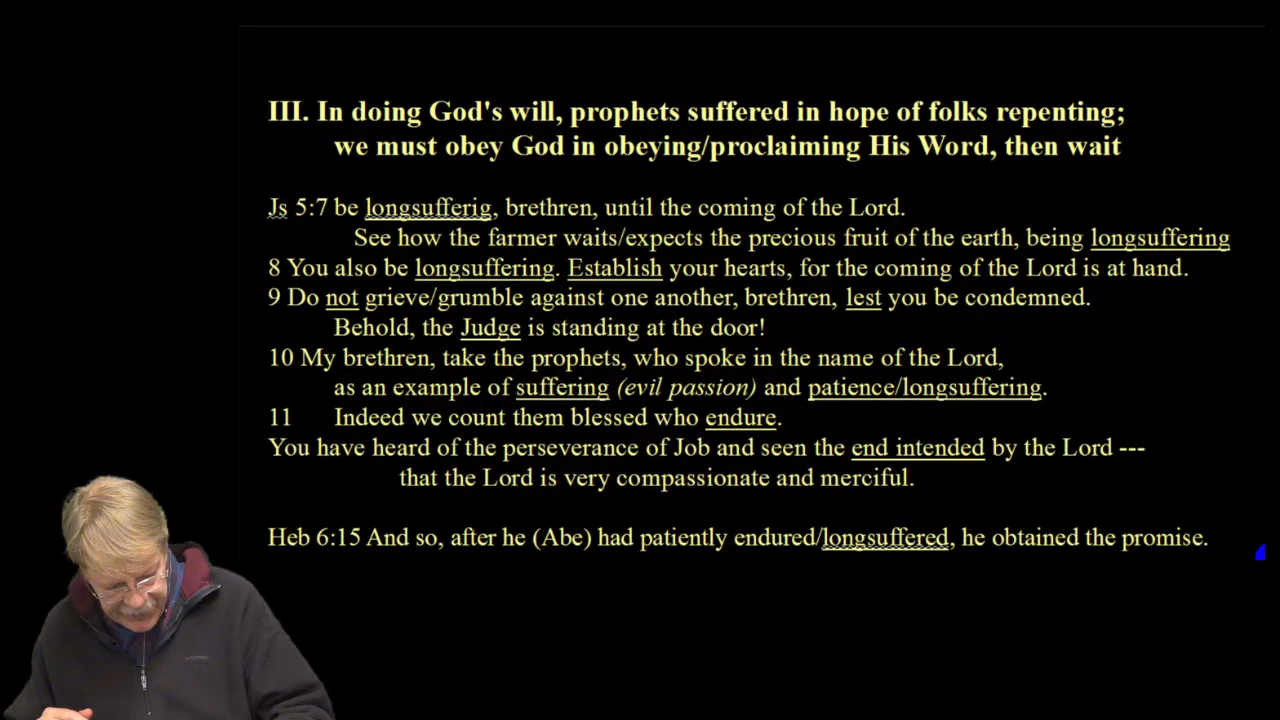 III. In doing God's will, prophets suffered in hope of folks repenting;
we must obey God in obeying/proclaiming His Word, then wait
Js 5:7 be longsufferig, brethren, until the coming of the Lord.
See how the farmer waits/expects the precious fruit of the earth, being longsuffering
8 You also be longsuffering. Establish your hearts, for the coming of the Lord is at hand.
9 Do not grieve/grumble against one another, brethren, lest you be condemned.
Behold, the Judge is standing at the door!
10 My brethren, take the prophets, who spoke in the name of the Lord,
as an example of suffering (evil passion) and patience/longsuffering.
11 Indeed we count them blessed who endure.
You have heard of the perseverance of Job and seen the end intended by the Lord ---
that the Lord is very compassionate and merciful.
Heb 6:15 And so, after he (Abe) had patiently endured/longsuffered, he obtained the promise.